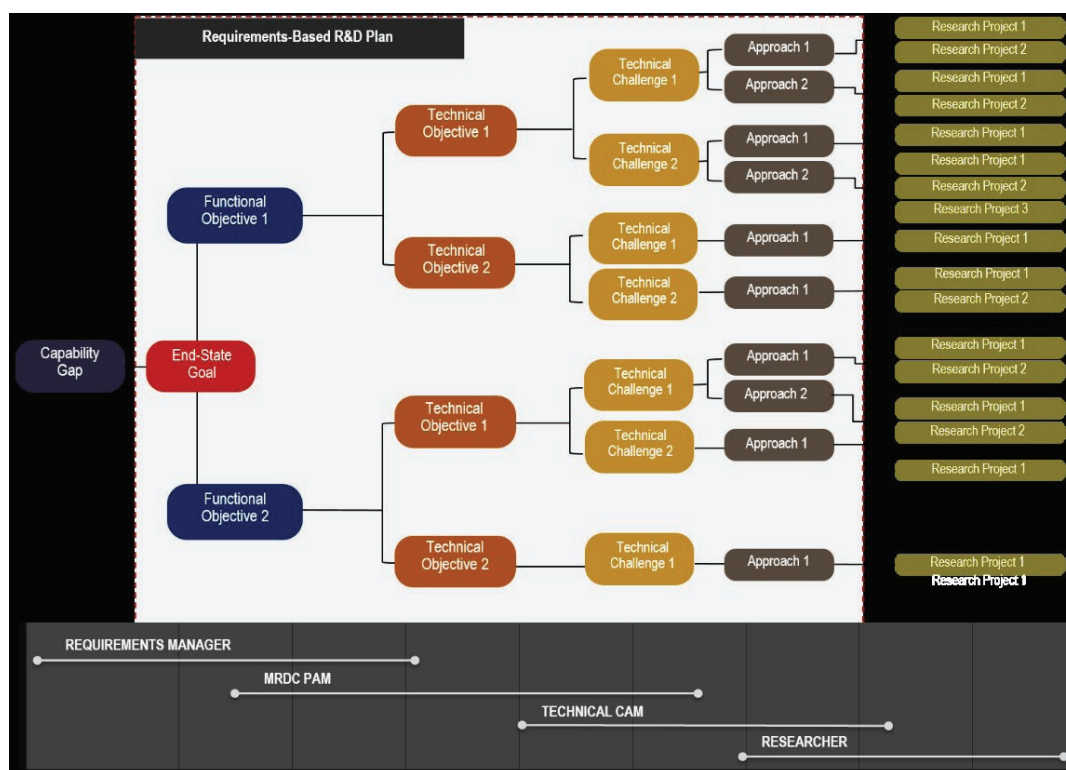 Requirements-Based R&D Plan
Capability
Gap
End-State
Goal
Functional
Objective 1
Functional
Objective 2
Technical
Objective 1
Technical
Objective 2
Technical
Objective 1
Technical
Objective 2
Technical
Challenge 1
Technical
Challenge 2
Technical
Challenge 1
Technical
Challenge 2
Technical
Challenge 1
Technical
Challenge 2
Technical
Challenge 1
Approach 1
Approach 2
Approach 1
Approach 2
Approach 1
Approach 1
Approach 1
Approach 2
Approach 1
Approach 1
Research Project 1
Research Project 2
Research Project 1
Research Project 2
Research Project 1
Research Project 1
Research Project 2
Research Project 3
Research Project 1
Research Project 1
Research Project 2
Research Project 1
Research Project 2
Research Project 1
Research Project 2
Research Project 1
Research Project 1
Research Project 1
REQUIREMENTS MANAGER
MRDC PAM
TECHNICAL CAM
RESEARCHER